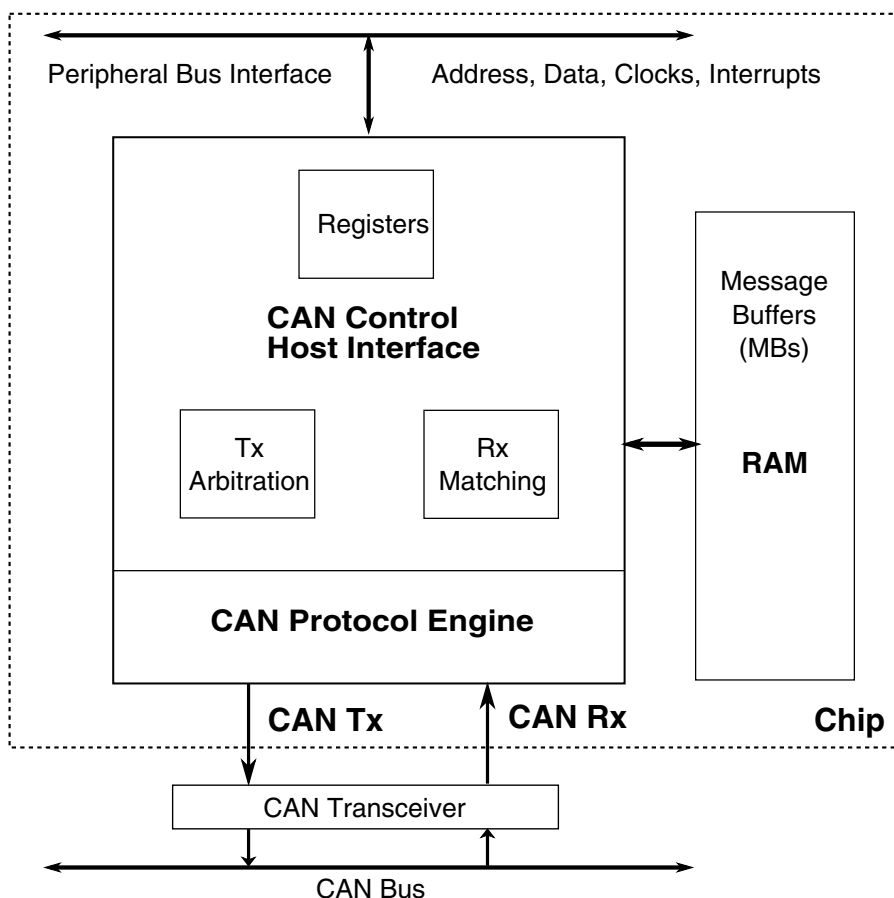 Peripheral Bus Interface
Address, Data, Clocks, Interrupts
Registers
CAN Control
Host Interface
Message
Buffers
(MBs)
Tx
Arbitration
Rx
Matching
RAM
CAN Protocol Engine
CAN Tx
CAN Rx
Chip
CAN Transceiver
CAN Bus